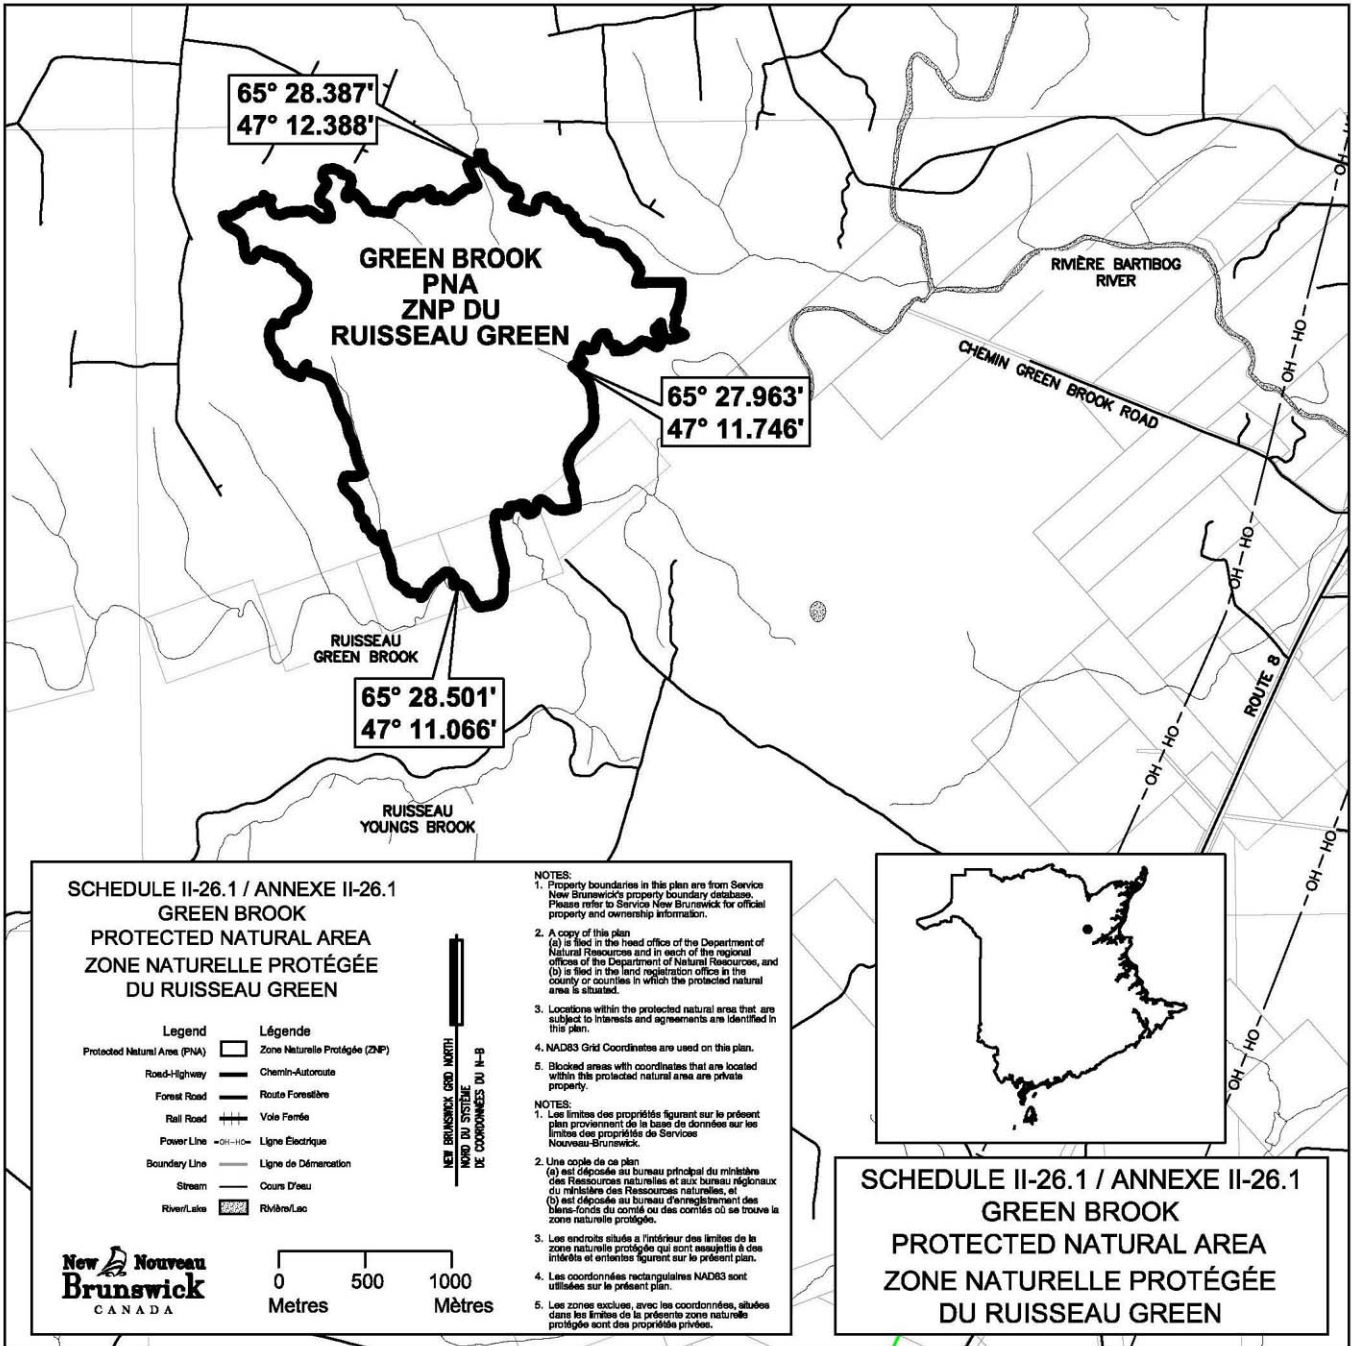 65° 28.387'
47° 12.388'
GREEN BROOK
PNA
ZNP DU
RUISSEAU GREEN
RIVIÈRE BARTIBOG
RIVER
CHEMIN GREEN BROOK ROAD
65° 27.963'
47° 11.746'
RUISSEAU
GREEN BROOK
65° 28.501'
47° 11.066'
RUISSEAU
YOUNGS BROOK
ROUTE 8
OH—HO
OH—HO
OH—HO
OH—HO
OH—HO
OH—HO
OH—HO
OH—HO
SCHEDULE II-26.1 / ANNEXE II-26.1
GREEN BROOK
PROTECTED NATURAL AREA
ZONE NATURELLE PROTÉGÉE
DU RUISSEAU GREEN
Legend Légende
Protected Natural Area (PNA) Zone Naturelle Protégée (ZNP)
Road-Highway Chemin-Autoroute
Forest Road Route Forestière
Rail Road Voie Ferrée
Power Line OH-HO Ligne Électrique
Boundary Line Ligne de Démarcation
Stream Cours D'eau
River/Lake Rivière/Lac
NEW BRUNSWICK GRID NORTH
NORD DU SYSTÈME
DE COORDONNÉES DU N-B
New Nouveau
Brunswick
CANADA
0 500 1000
Metres Mètres
NOTES:
1. Property boundaries in this plan are from Service
New Brunswick's property boundary database.
Please refer to Service New Brunswick for official
property and ownership information.
2. A copy of this plan
(a) is filed in the head office of the Department of
Natural Resources and in each of the regional
offices of the Department of Natural Resources, and
(b) is filed in the land registration office in the
county or counties in which the protected natural
area is situated.
3. Locations within the protected natural area that are
subject to interests and agreements are identified in
this plan.
4. NAD83 Grid Coordinates are used on this plan.
5. Blocked areas with coordinates that are located
within this protected natural area are private
property.
NOTES:
1. Les limites des propriétés figurant sur le présent
plan proviennent de la base de données sur les
limites des propriétés de Services
Nouveau-Brunswick.
2. Une copie de ce plan
(a) est déposée au bureau principal du ministère
des Ressources naturelles et aux bureau régionaux
du ministère des Ressources naturelles, et
(b) est déposée au bureau d'enregistrement des
biens-fonds du comté ou des comtés où se trouve la
zone naturelle protégée.
3. Les endroits situés a l'intérieur des limites de la
zone naturelle protégée qui sont assujettis à des
intérêts et ententes figurent sur le présent plan.
4. Les coordonnées rectangulaires NAD83 sont
utilisées sur le présent plan.
5. Les zones exclues, avec les coordonnées, situées
dans les limites de la présente zone naturelle
protégée sont des propriétés privées.
SCHEDULE II-26.1 / ANNEXE II-26.1
GREEN BROOK
PROTECTED NATURAL AREA
ZONE NATURELLE PROTÉGÉE
DU RUISSEAU GREEN